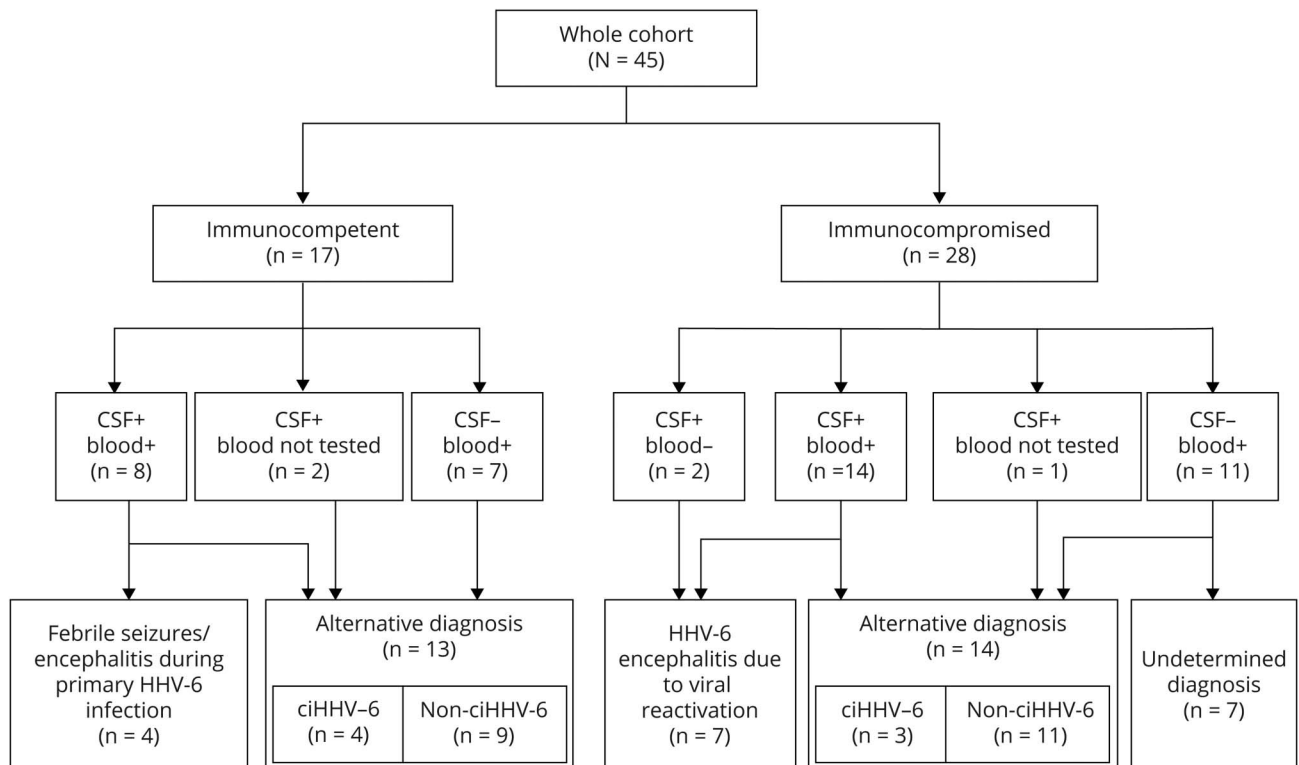 Whole cohort
(N = 45)
Immunocompetent
(n = 17)
Immunocompromised
(n = 28)
CSF+
blood+
(n = 8)
CSF+
blood not tested
(n = 2)
CSF–
blood+
(n = 7)
CSF+
blood–
(n = 2)
CSF+
blood+
(n =14)
CSF+
blood not tested
(n = 1)
CSF–
blood+
(n = 11)
Febrile seizures/
encephalitis during
primary HHV-6
infection
(n = 4)
Alternative diagnosis
(n = 13)
ciHHV–6
(n = 4)
Non-ciHHV-6
(n = 9)
HHV-6
encephalitis due
to viral
reactivation
(n = 7)
Alternative diagnosis
(n = 14)
ciHHV–6
(n = 3)
Non-ciHHV-6
(n = 11)
Undetermined
diagnosis
(n = 7)